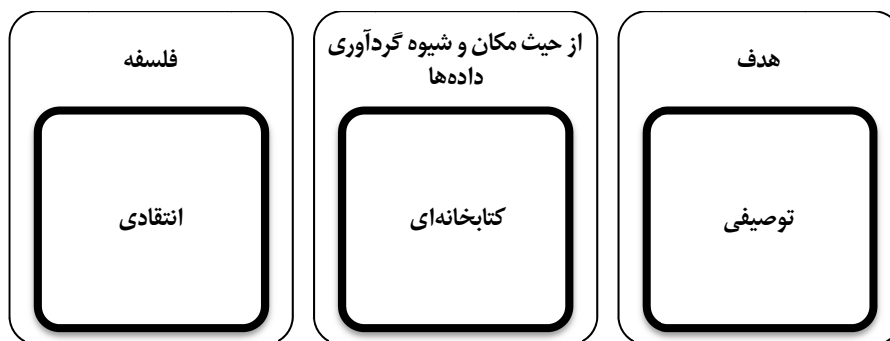 هدف
توصیفی
از حیث مکان و شیوه گردآوری
داده‌ها
کتابخانه‌ای
فلسفه
انتقادی